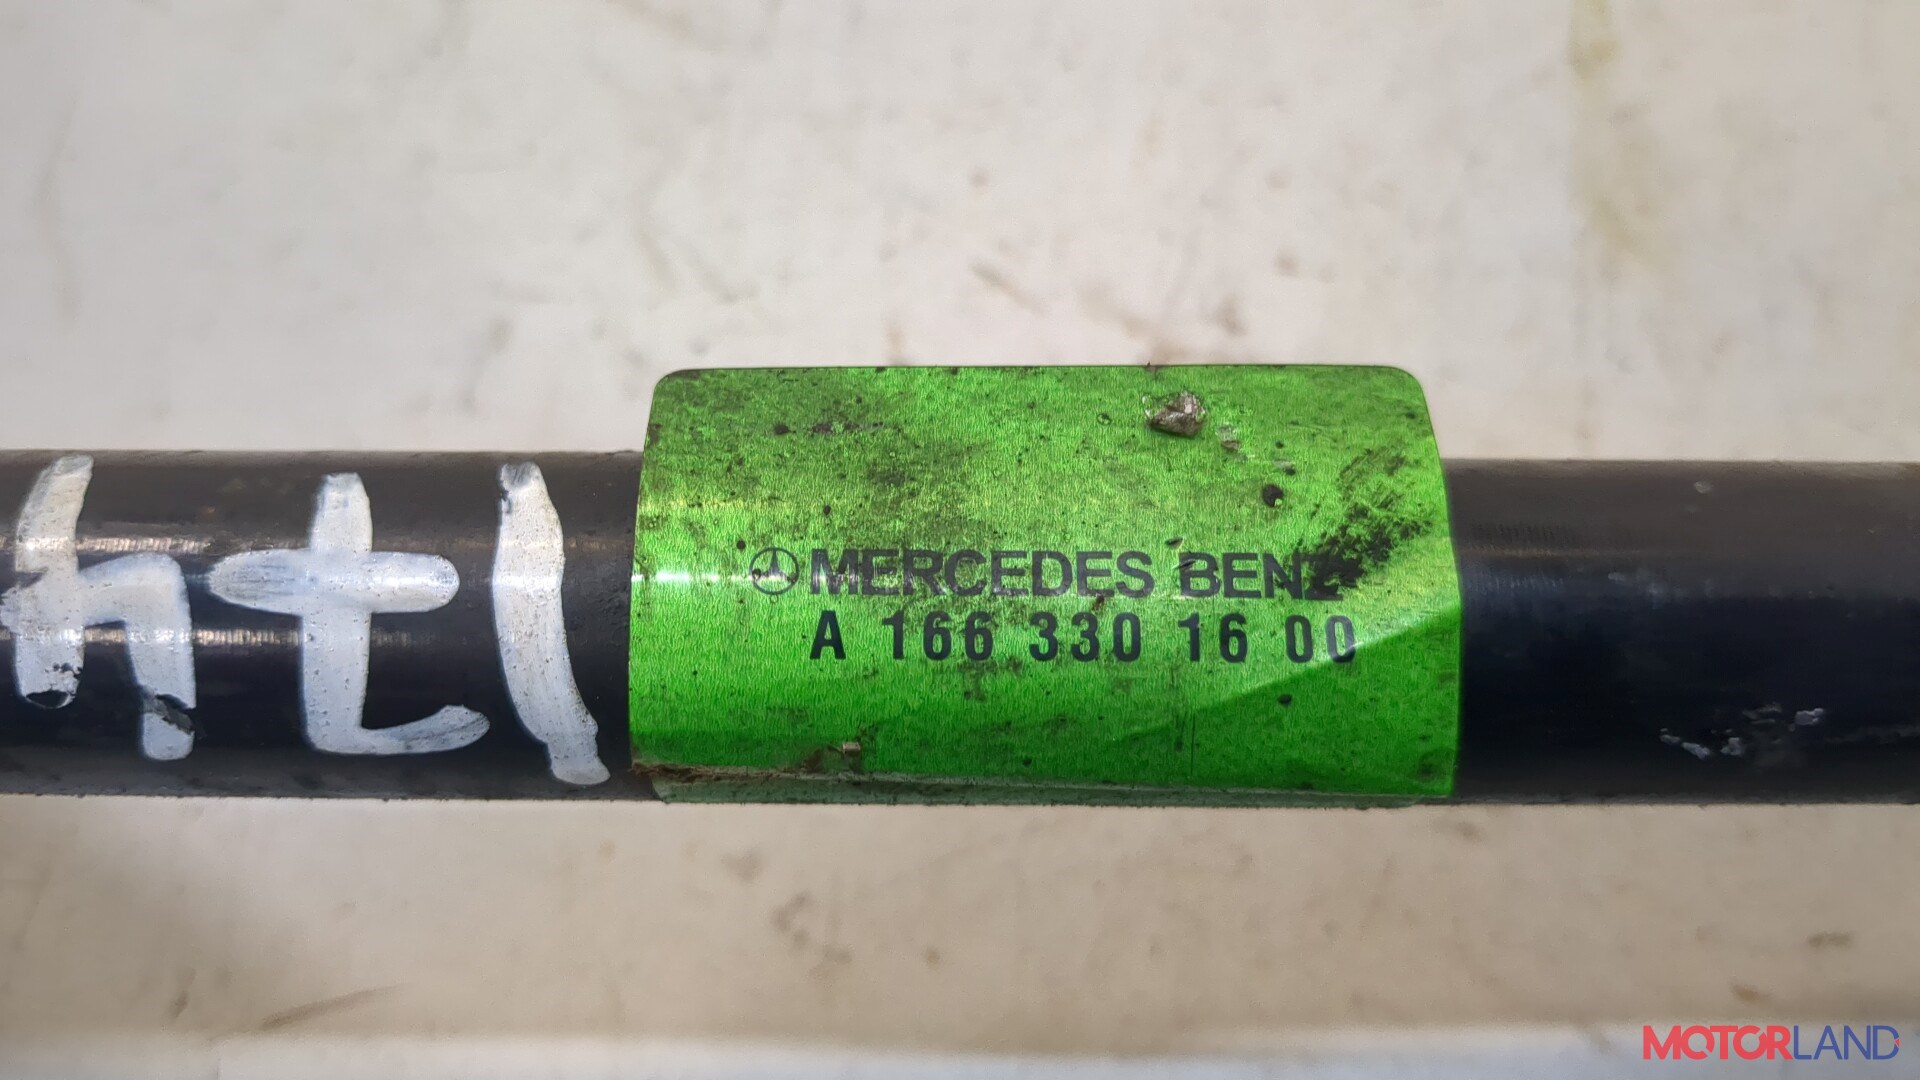 MERCEDES BENZ
A 166 330 16 00
MOTORLAND